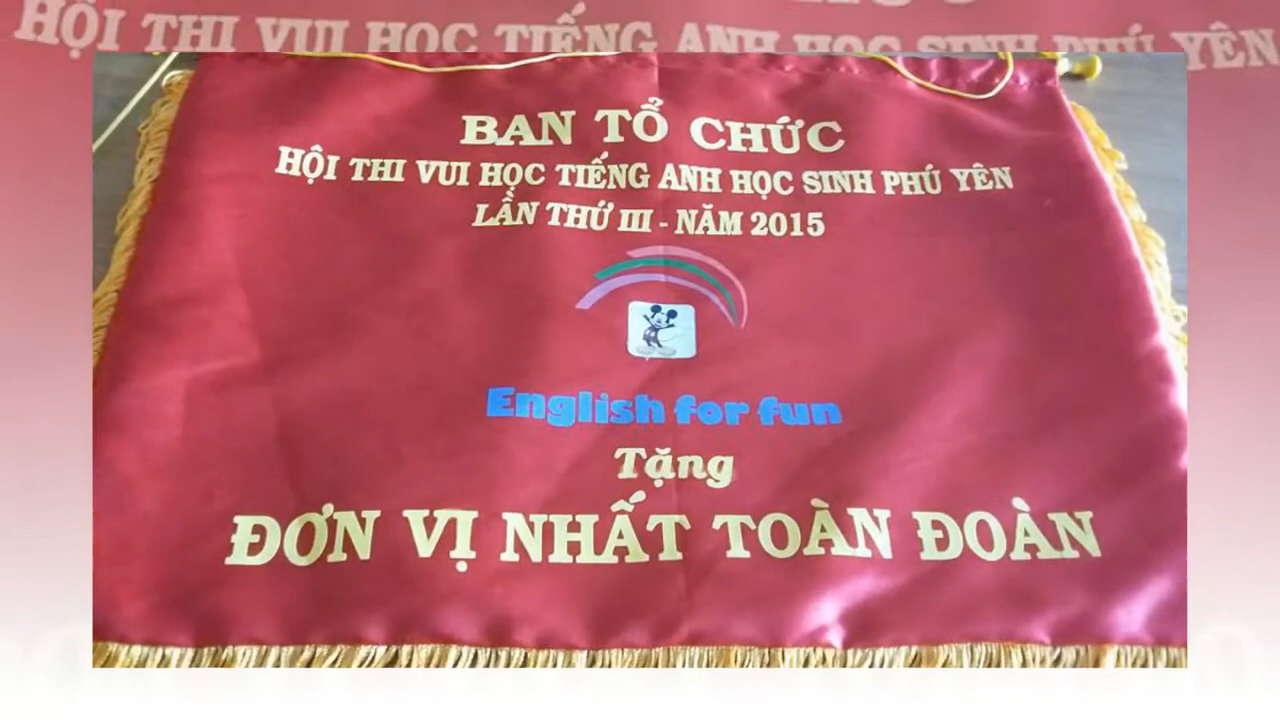 HỘI THI VUI HỌC TIẾNG ANH HỌC SINH PHÚ YÊN
BAN TỔ CHỨC
HỘI THI VUI HỌC TIẾNG ANH HỌC SINH PHÚ YÊN
LẦN THỨ III - NĂM 2015
English for fun
Tặng
ĐƠN VỊ NHẤT TOÀN ĐOÀN